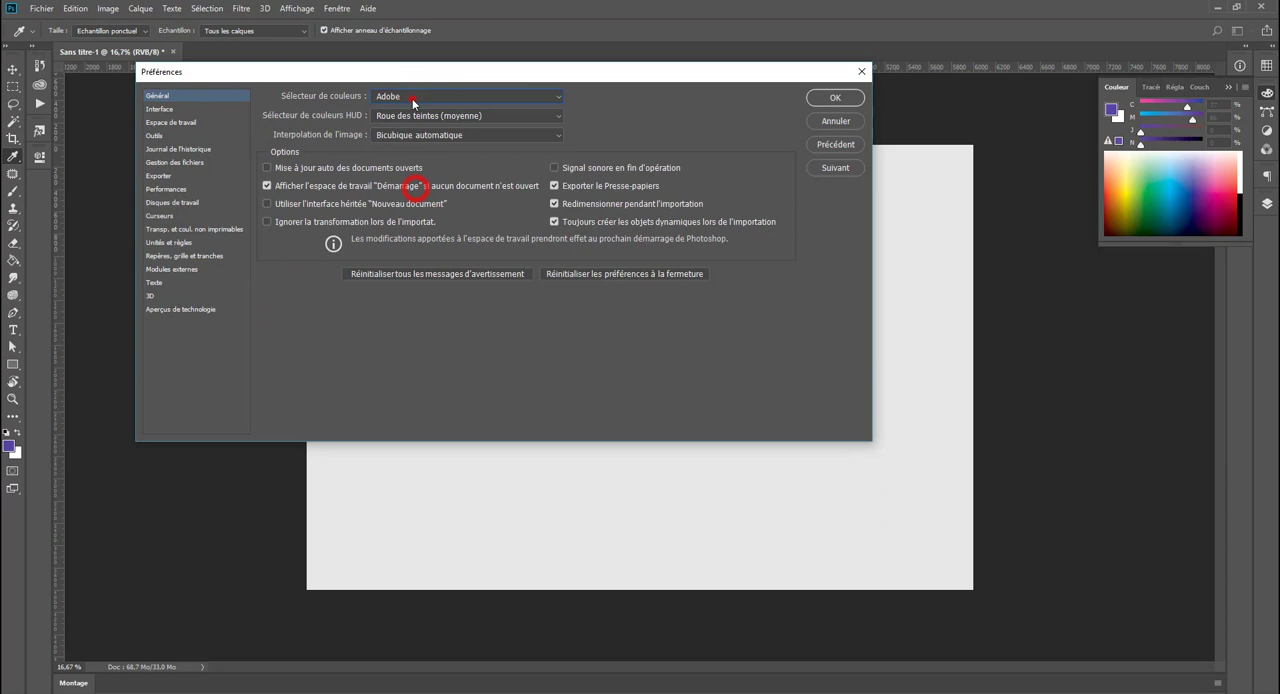 Ps Fichier Edition Image Calque Texte Sélection Filtre 3D Affichage Fenêtre Aide
Taille : Echantillon ponctuel Echantillon : Tous les calques Afficher anneau d'échantillonnage
Sans titre-1 @ 16,7% (RVB/8) *
Préférences
Général
Interface
Espace de travail
Outils
Journal de l'historique
Gestion des fichiers
Exporter
Performances
Disques de travail
Curseurs
Transp. et coul. non imprimables
Unités et règles
Repères, grille et tranches
Modules externes
Texte
3D
Aperçus de technologie
Sélecteur de couleurs : Adobe
Sélecteur de couleurs HUD : Roue des teintes (moyenne)
Interpolation de l'image : Bicubique automatique
Options
Mise à jour auto des documents ouverts
Afficher l'espace de travail "Démarrage" si aucun document n'est ouvert
Utiliser l'interface héritée "Nouveau document"
Ignorer la transformation lors de l'importat.
Signal sonore en fin d'opération
Exporter le Presse-papiers
Redimensionner pendant l'importation
Toujours créer les objets dynamiques lors de l'importation
Les modifications apportées à l'espace de travail prendront effet au prochain démarrage de Photoshop.
Réinitialiser tous les messages d'avertissement
Réinitialiser les préférences à la fermeture
OK
Annuler
Précédent
Suivant
Couleur Tracé Règla Couch
C %
M %
J %
N %
16,67 % Doc : 68,7 Mo/33,0 Mo
Montage